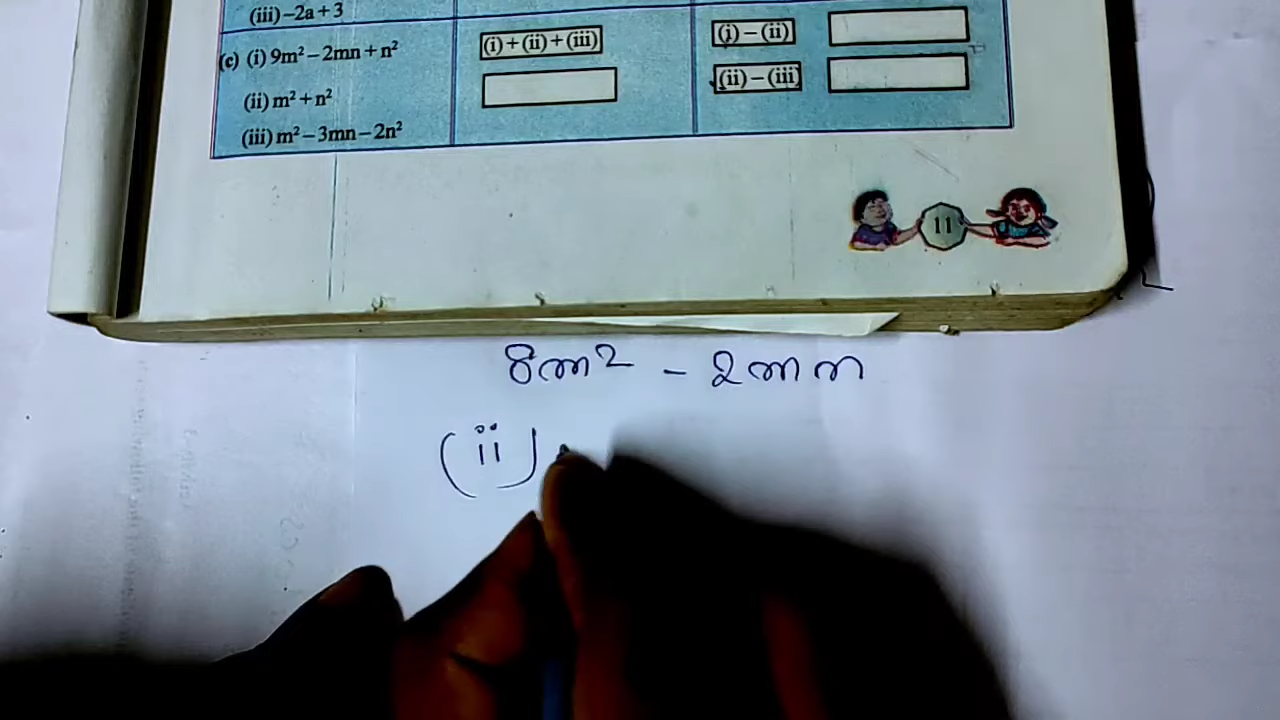 (iii) –2a + 3
(c) (i) 9m² – 2mn + n²
(ii) m² + n²
(iii) m² – 3mn – 2n²
(i) + (ii) + (iii)
(i) – (ii)
(ii) – (iii)
11
8m² - 2mn
(ii)